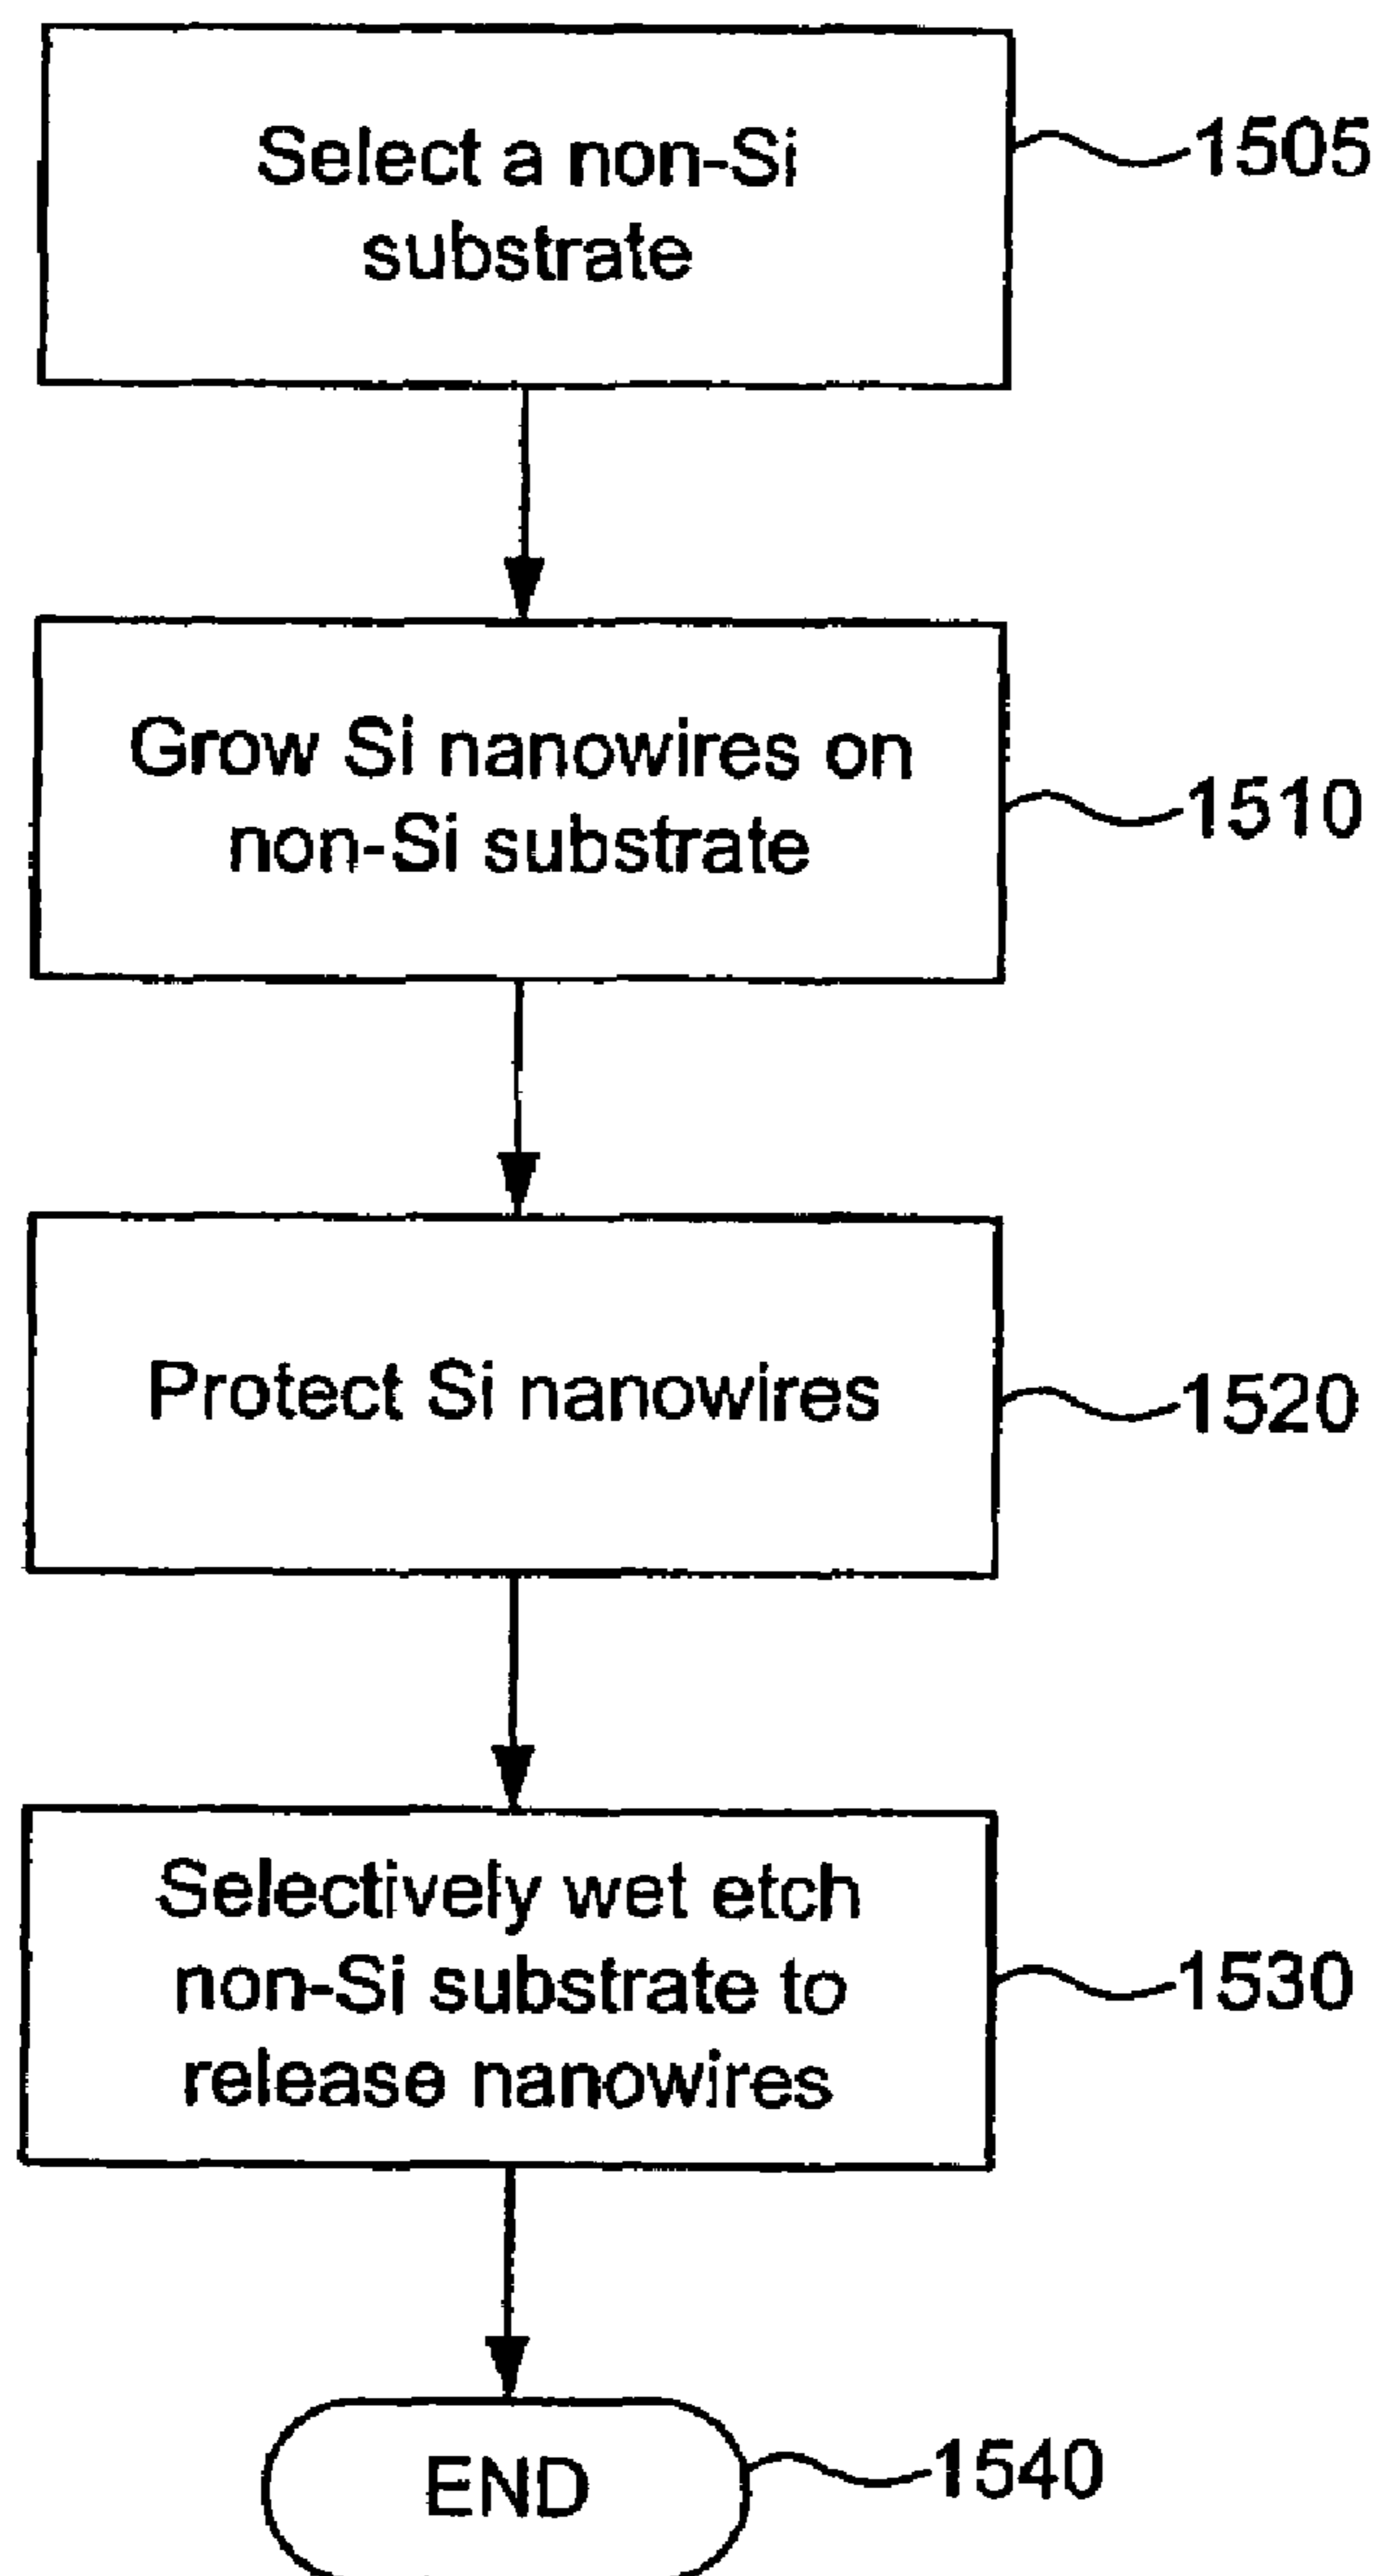 Select a non-Si
substrate
1505
Grow Si nanowires on
non-Si substrate
1510
Protect Si nanowires
1520
Selectively wet etch
non-Si substrate to
release nanowires
1530
END
1540